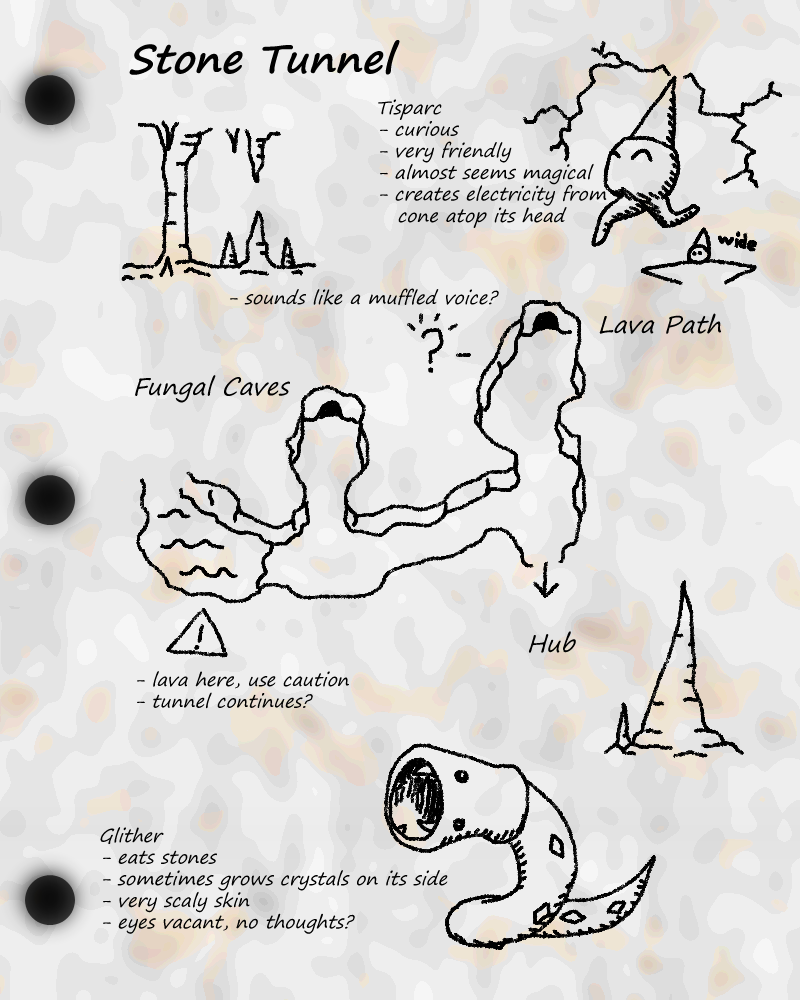 Stone Tunnel
Tisparc
- curious
- very friendly
- almost seems magical
- creates electricity from
cone atop its head
wide
- sounds like a muffled voice?
?
Lava Path
Fungal Caves
!
Hub
- lava here, use caution
- tunnel continues?
Glither
- eats stones
- sometimes grows crystals on its side
- very scaly skin
- eyes vacant, no thoughts?